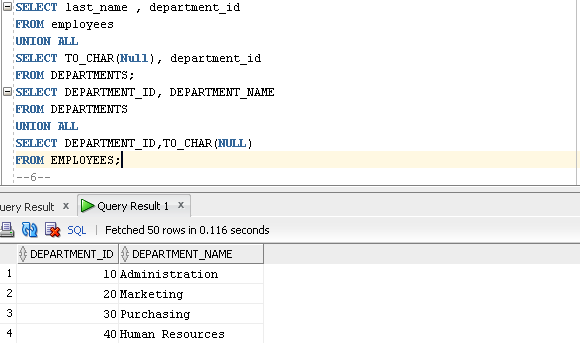 SELECT last_name , department_id
FROM employees
UNION ALL
SELECT TO_CHAR(Null), department_id
FROM DEPARTMENTS;
SELECT DEPARTMENT_ID, DEPARTMENT_NAME
FROM DEPARTMENTS
UNION ALL
SELECT DEPARTMENT_ID,TO_CHAR(NULL)
FROM EMPLOYEES;
--6--
uery Result x Query Result 1 x
SQL | Fetched 50 rows in 0.116 seconds
DEPARTMENT_ID DEPARTMENT_NAME
1 10 Administration
2 20 Marketing
3 30 Purchasing
4 40 Human Resources